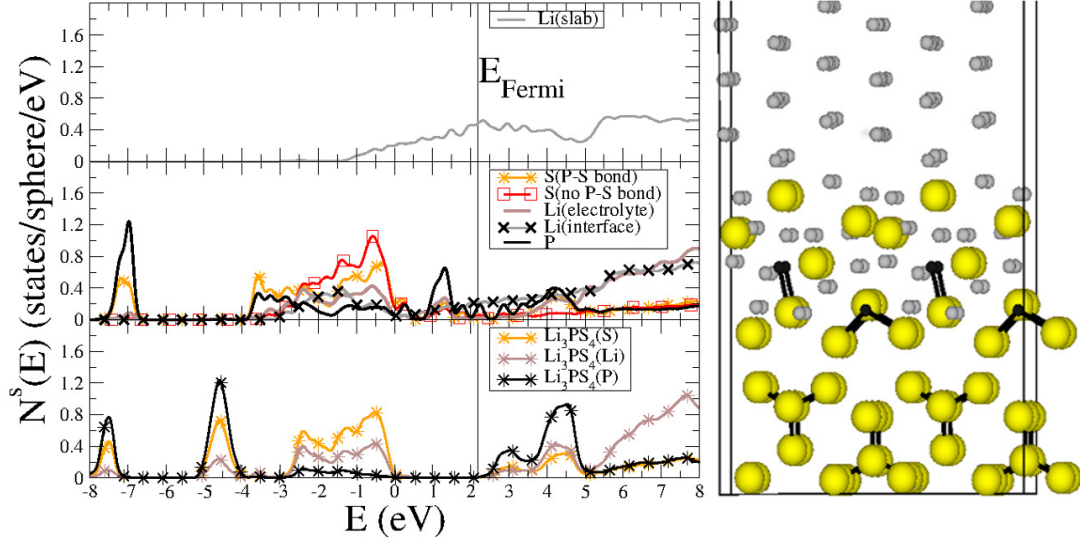 N^s(E) (states/sphere/eV)
1.6
1.2
0.8
0.4
0
Li(slab)
E_Fermi
1.6
1.2
0.8
0.4
0
S(P-S bond)
S(no P-S bond)
Li(electrolyte)
Li(interface)
P
1.6
1.2
0.8
0.4
0
Li₃PS₄(S)
Li₃PS₄(Li)
Li₃PS₄(P)
-8 -7 -6 -5 -4 -3 -2 -1 0 1 2 3 4 5 6 7 8
E (eV)